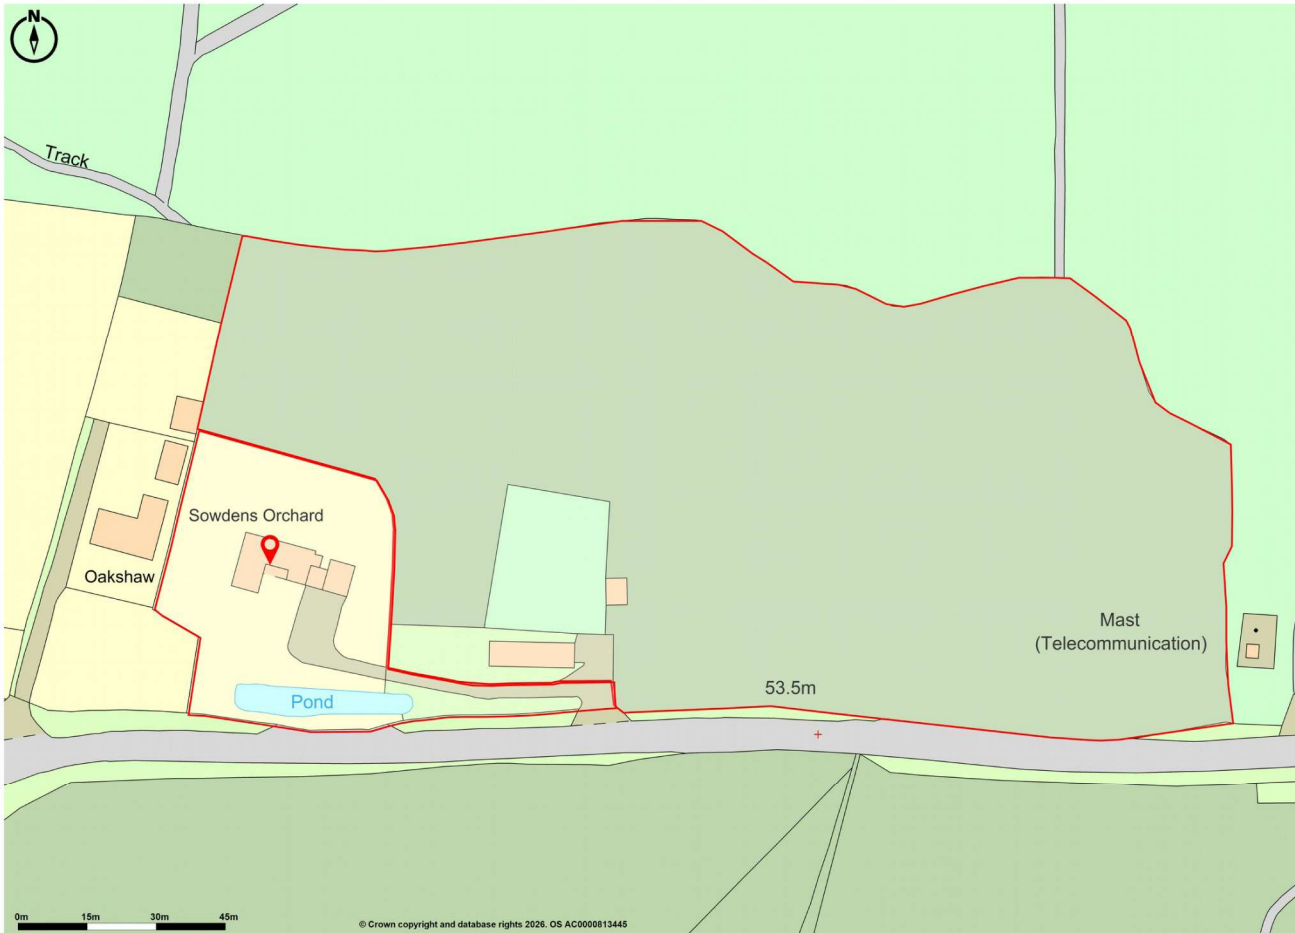 N
Track
Sowdens Orchard
Oakshaw
Mast
(Telecommunication)
53.5m
Pond
0m 15m 30m 45m
© Crown copyright and database rights 2026. OS AC0000813445